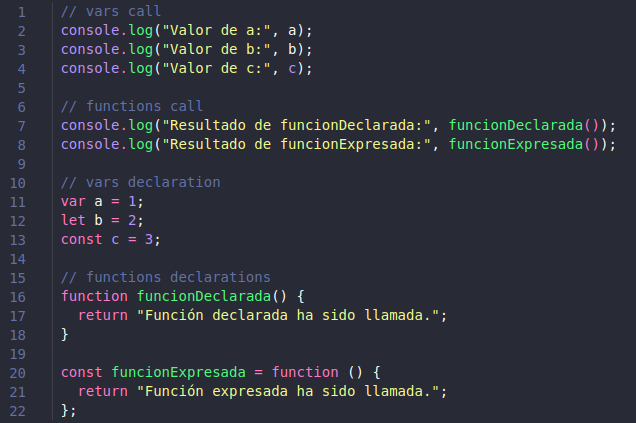 1 // vars call
2 console.log("Valor de a:", a);
3 console.log("Valor de b:", b);
4 console.log("Valor de c:", c);
5
6 // functions call
7 console.log("Resultado de funcionDeclarada:", funcionDeclarada());
8 console.log("Resultado de funcionExpresada:", funcionExpresada());
9
10 // vars declaration
11 var a = 1;
12 let b = 2;
13 const c = 3;
14
15 // functions declarations
16 function funcionDeclarada() {
17   return "Función declarada ha sido llamada.";
18 }
19
20 const funcionExpresada = function () {
21   return "Función expresada ha sido llamada.";
22 };